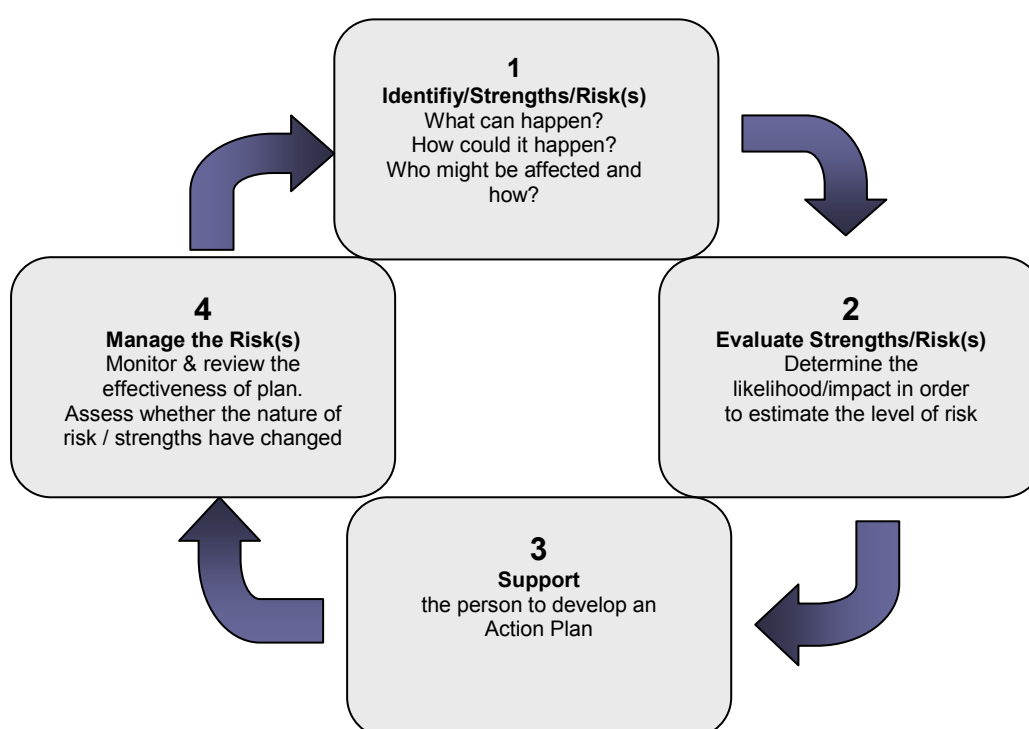 1
Identifiy/Strengths/Risk(s)
What can happen?
How could it happen?
Who might be affected and
how?
2
Evaluate Strengths/Risk(s)
Determine the
likelihood/impact in order
to estimate the level of risk
3
Support
the person to develop an
Action Plan
4
Manage the Risk(s)
Monitor & review the
effectiveness of plan.
Assess whether the nature of
risk / strengths have changed